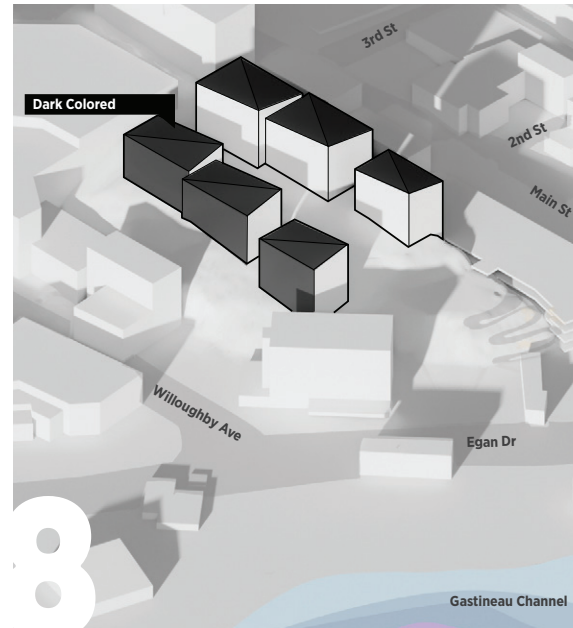 3rd St
Dark Colored
2nd St
Main St
Willoughby Ave
Egan Dr
8
Gastineau Channel